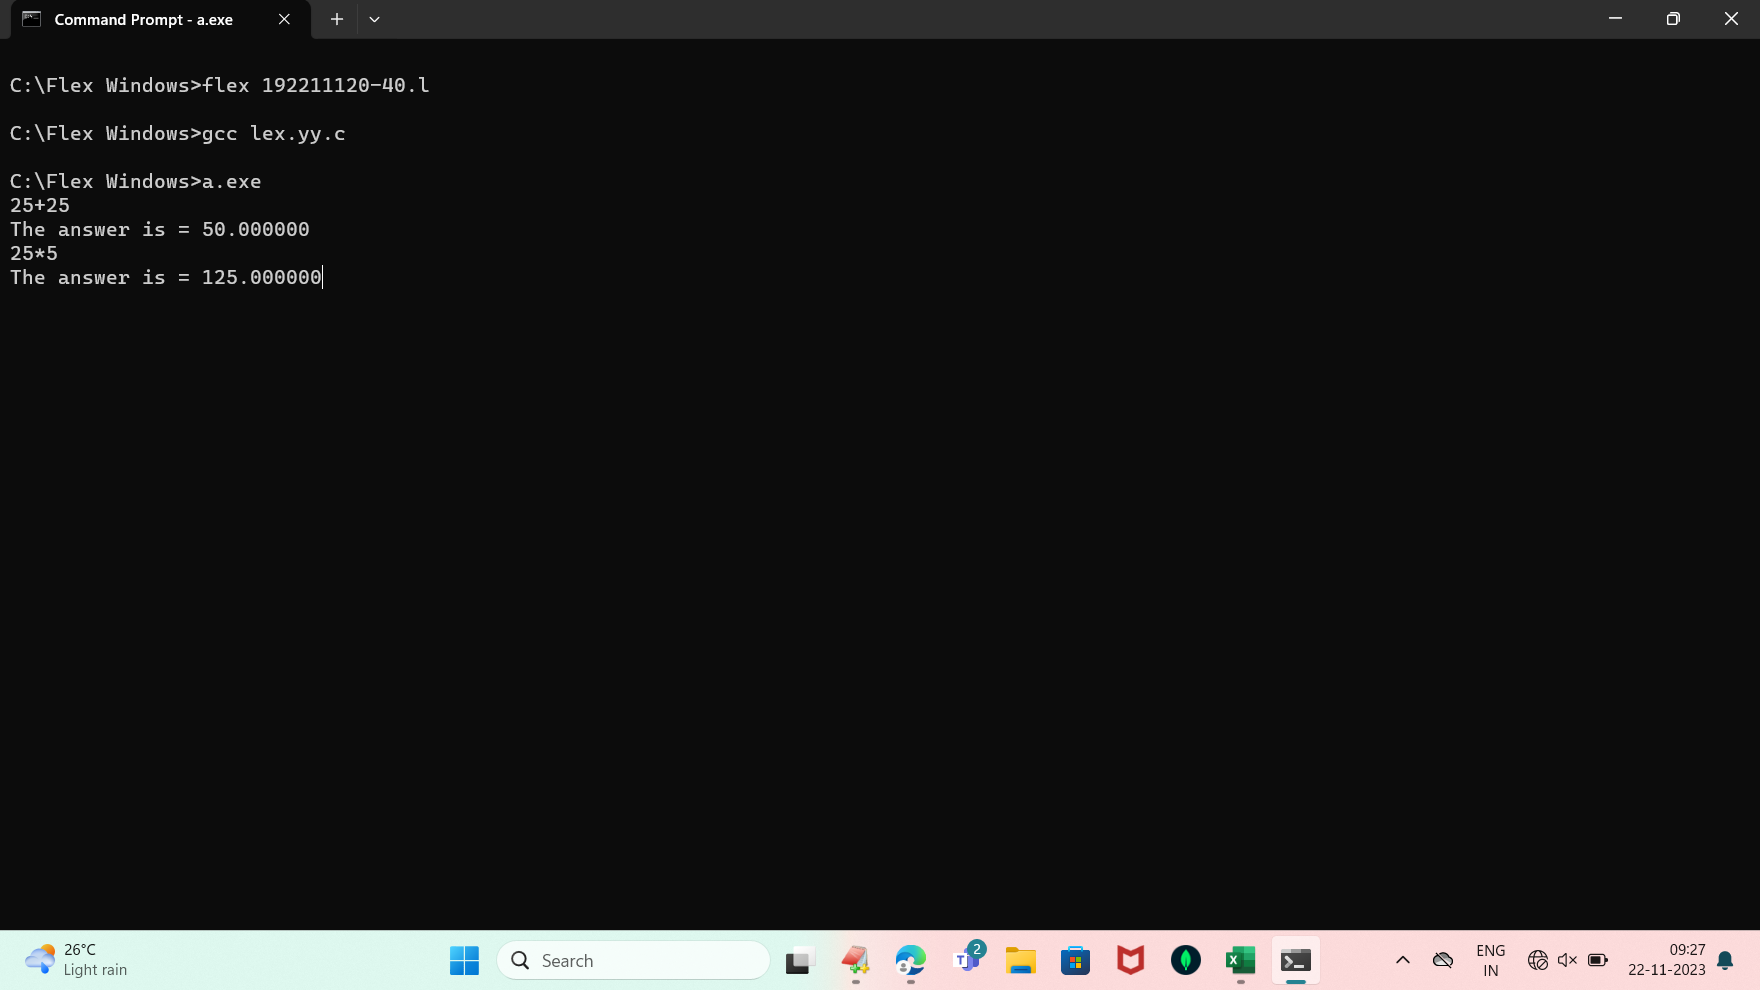 Command Prompt - a.exe
C:\Flex Windows>flex 192211120-40.l
C:\Flex Windows>gcc lex.yy.c
C:\Flex Windows>a.exe
25+25
The answer is = 50.000000
25*5
The answer is = 125.000000
26°C
Light rain
Search
2
ENG
IN
09:27
22-11-2023